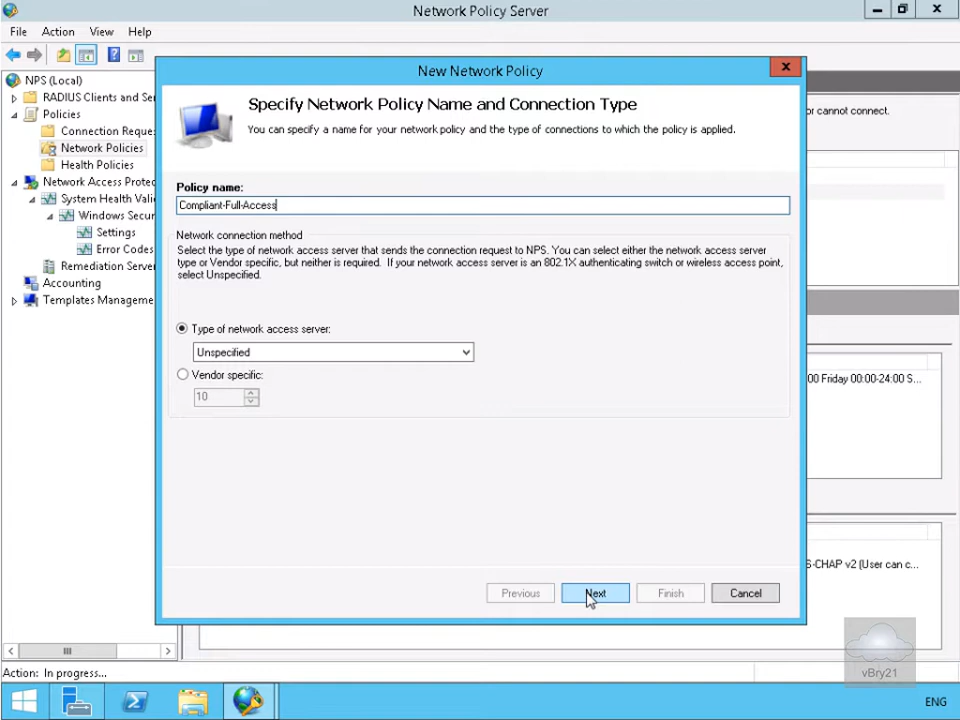 Network Policy Server
File Action View Help
NPS (Local)
RADIUS Clients and Ser
Policies
Connection Reque
Network Policies
Health Policies
Network Access Protec
System Health Vali
Windows Secur
Settings
Error Codes
Remediation Serve
Accounting
Templates Manageme
New Network Policy
Specify Network Policy Name and Connection Type
You can specify a name for your network policy and the type of connections to which the policy is applied.
Policy name:
Compliant-Full-Access
Network connection method
Select the type of network access server that sends the connection request to NPS. You can select either the network access server
type or Vendor specific, but neither is required. If your network access server is an 802.1X authenticating switch or wireless access point,
select Unspecified.
Type of network access server:
Unspecified
Vendor specific:
10
Previous Next Finish Cancel
or cannot connect.
00 Friday 00:00-24:00 S...
S-CHAP v2 (User can c...
Action: In progress...
vBry21
ENG